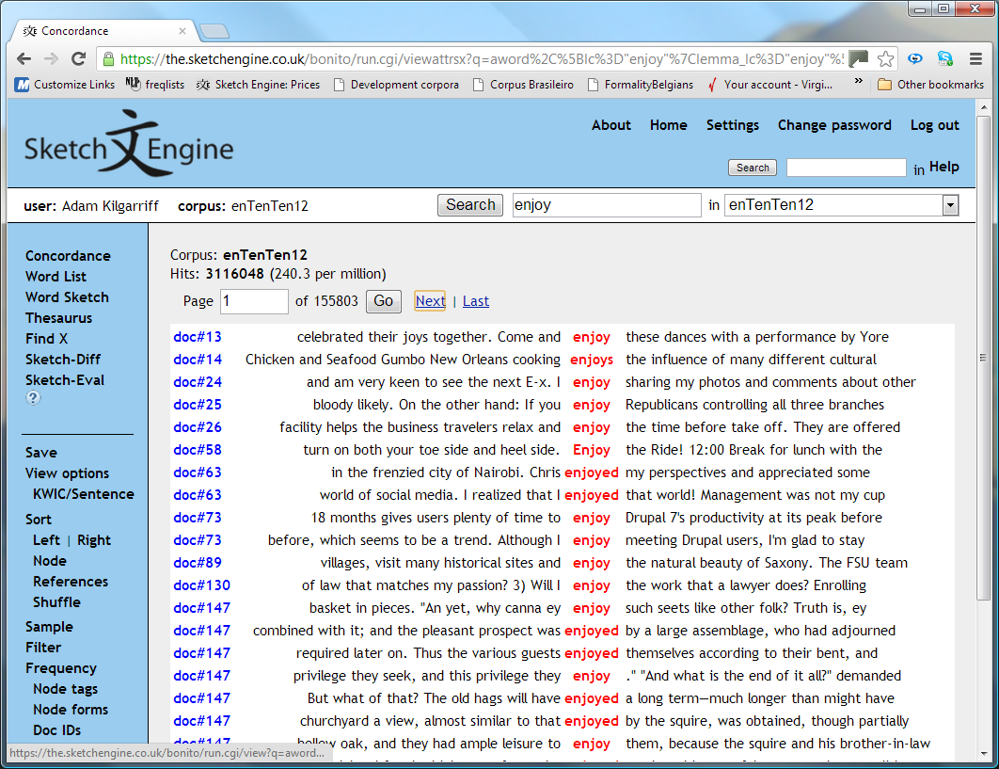 Concordance
https://the.sketchengine.co.uk/bonito/run.cgi/viewattrsx?q=aword%2C%5Blc%3D"enjoy"%7Clemma_lc%3D"enjoy"%
Customize Links freqlists Sketch Engine: Prices Development corpora Corpus Brasileiro FormalityBelgians Your account - Virgi... » Other bookmarks
Sketch 文 Engine
About Home Settings Change password Log out
Search in Help
user: Adam Kilgarriff corpus: enTenTen12 Search enjoy in enTenTen12
Concordance
Word List
Word Sketch
Thesaurus
Find X
Sketch-Diff
Sketch-Eval
?
Save
View options
KWIC/Sentence
Sort
Left | Right
Node
References
Shuffle
Sample
Filter
Frequency
Node tags
Node forms
Doc IDs
Corpus: enTenTen12
Hits: 3116048 (240.3 per million)
Page 1 of 155803 Go Next | Last
doc#13 celebrated their joys together. Come and enjoy these dances with a performance by Yore
doc#14 Chicken and Seafood Gumbo New Orleans cooking enjoys the influence of many different cultural
doc#24 and am very keen to see the next E-x. I enjoy sharing my photos and comments about other
doc#25 bloody likely. On the other hand: If you enjoy Republicans controlling all three branches
doc#26 facility helps the business travelers relax and enjoy the time before take off. They are offered
doc#58 turn on both your toe side and heel side. Enjoy the Ride! 12:00 Break for lunch with the
doc#63 in the frenzied city of Nairobi. Chris enjoyed my perspectives and appreciated some
doc#63 world of social media. I realized that I enjoyed that world! Management was not my cup
doc#73 18 months gives users plenty of time to enjoy Drupal 7's productivity at its peak before
doc#73 before, which seems to be a trend. Although I enjoy meeting Drupal users, I'm glad to stay
doc#89 villages, visit many historical sites and enjoy the natural beauty of Saxony. The FSU team
doc#130 of law that matches my passion? 3) Will I enjoy the work that a lawyer does? Enrolling
doc#147 basket in pieces. "An yet, why canna ey enjoy such seets like other folk? Truth is, ey
doc#147 combined with it; and the pleasant prospect was enjoyed by a large assemblage, who had adjourned
doc#147 required later on. Thus the various guests enjoyed themselves according to their bent, and
doc#147 privilege they seek, and this privilege they enjoy ." "And what is the end of it all?" demanded
doc#147 But what of that? The old hags will have enjoyed a long term—much longer than might have
doc#147 churchyard a view, almost similar to that enjoyed by the squire, was obtained, though partially
doc#147 hollow oak, and they had ample leisure to enjoy them, because the squire and his brother-in-law
https://the.sketchengine.co.uk/bonito/run.cgi/view?q=aword...